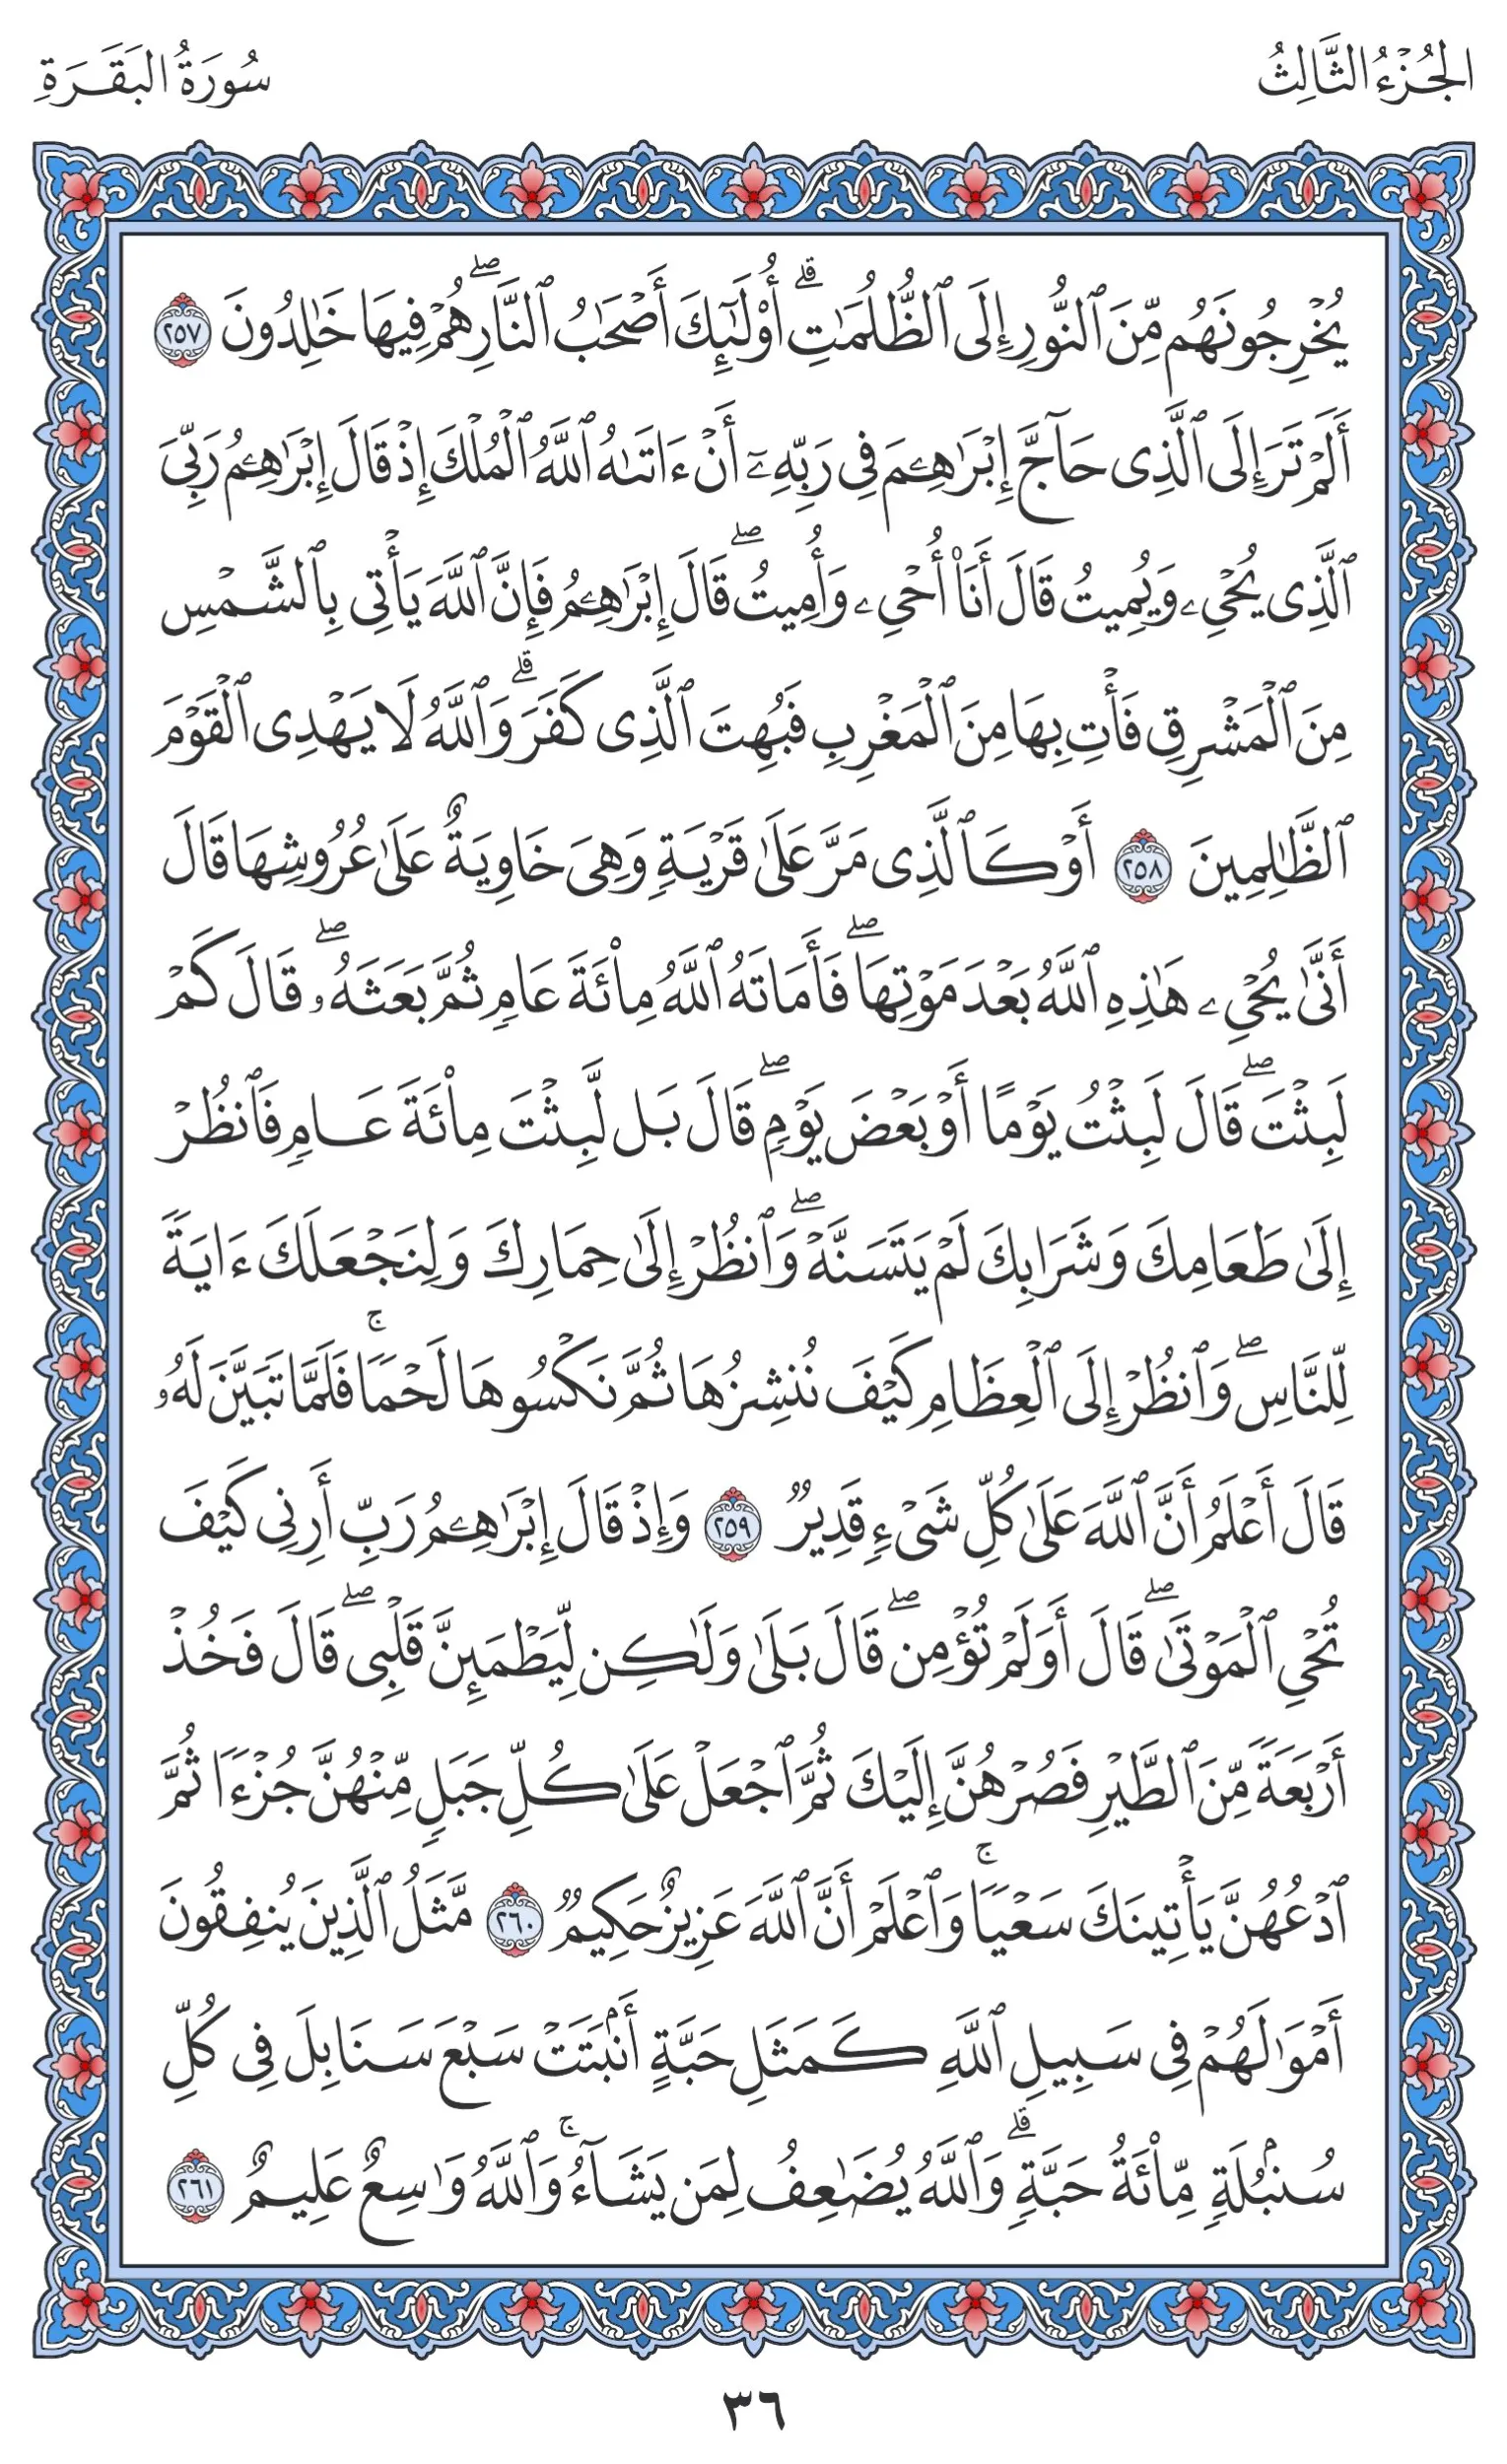 الجُزْءُ الثَّالِثُ
سُورَةُ البَقَرَةِ
يُخْرِجُونَهُم مِّنَ ٱلنُّورِ إِلَى ٱلظُّلُمَٰتِۗ أُوْلَٰٓئِكَ أَصْحَٰبُ ٱلنَّارِۖ هُمْ فِيهَا خَٰلِدُونَ ٢٥٧
أَلَمْ تَرَ إِلَى ٱلَّذِى حَآجَّ إِبْرَٰهِۦمَ فِى رَبِّهِۦٓ أَنْ ءَاتَىٰهُ ٱللَّهُ ٱلْمُلْكَ إِذْ قَالَ إِبْرَٰهِۦمُ رَبِّىَ
ٱلَّذِى يُحْىِۦ وَيُمِيتُ قَالَ أَنَا۠ أُحْىِۦ وَأُمِيتُۖ قَالَ إِبْرَٰهِۦمُ فَإِنَّ ٱللَّهَ يَأْتِى بِٱلشَّمْسِ
مِنَ ٱلْمَشْرِقِ فَأْتِ بِهَا مِنَ ٱلْمَغْرِبِ فَبُهِتَ ٱلَّذِى كَفَرَۗ وَٱللَّهُ لَا يَهْدِى ٱلْقَوْمَ
ٱلظَّٰلِمِينَ ٢٥٨ أَوْ كَٱلَّذِى مَرَّ عَلَىٰ قَرْيَةٍ وَهِىَ خَاوِيَةٌ عَلَىٰ عُرُوشِهَا قَالَ
أَنَّىٰ يُحْىِۦ هَٰذِهِ ٱللَّهُ بَعْدَ مَوْتِهَاۖ فَأَمَاتَهُ ٱللَّهُ مِا۟ئَةَ عَامٍ ثُمَّ بَعَثَهُۥۖ قَالَ كَمْ
لَبِثْتَۖ قَالَ لَبِثْتُ يَوْمًا أَوْ بَعْضَ يَوْمٍۖ قَالَ بَل لَّبِثْتَ مِا۟ئَةَ عَامٍ فَٱنظُرْ
إِلَىٰ طَعَامِكَ وَشَرَابِكَ لَمْ يَتَسَنَّهْۖ وَٱنظُرْ إِلَىٰ حِمَارِكَ وَلِنَجْعَلَكَ ءَايَةً
لِّلنَّاسِۖ وَٱنظُرْ إِلَى ٱلْعِظَامِ كَيْفَ نُنشِزُهَا ثُمَّ نَكْسُوهَا لَحْمًاۚ فَلَمَّا تَبَيَّنَ لَهُۥ
قَالَ أَعْلَمُ أَنَّ ٱللَّهَ عَلَىٰ كُلِّ شَىْءٍ قَدِيرٌ ٢٥٩ وَإِذْ قَالَ إِبْرَٰهِۦمُ رَبِّ أَرِنِى كَيْفَ
تُحْىِ ٱلْمَوْتَىٰۖ قَالَ أَوَلَمْ تُؤْمِنۖ قَالَ بَلَىٰ وَلَٰكِن لِّيَطْمَئِنَّ قَلْبِىۖ قَالَ فَخُذْ
أَرْبَعَةً مِّنَ ٱلطَّيْرِ فَصُرْهُنَّ إِلَيْكَ ثُمَّ ٱجْعَلْ عَلَىٰ كُلِّ جَبَلٍ مِّنْهُنَّ جُزْءًا ثُمَّ
ٱدْعُهُنَّ يَأْتِينَكَ سَعْيًاۚ وَٱعْلَمْ أَنَّ ٱللَّهَ عَزِيزٌ حَكِيمٌ ٢٦٠ مَّثَلُ ٱلَّذِينَ يُنفِقُونَ
أَمْوَٰلَهُمْ فِى سَبِيلِ ٱللَّهِ كَمَثَلِ حَبَّةٍ أَنۢبَتَتْ سَبْعَ سَنَابِلَ فِى كُلِّ
سُنۢبُلَةٍ مِّا۟ئَةُ حَبَّةٍۗ وَٱللَّهُ يُضَٰعِفُ لِمَن يَشَآءُۚ وَٱللَّهُ وَٰسِعٌ عَلِيمٌ ٢٦١
٣٦